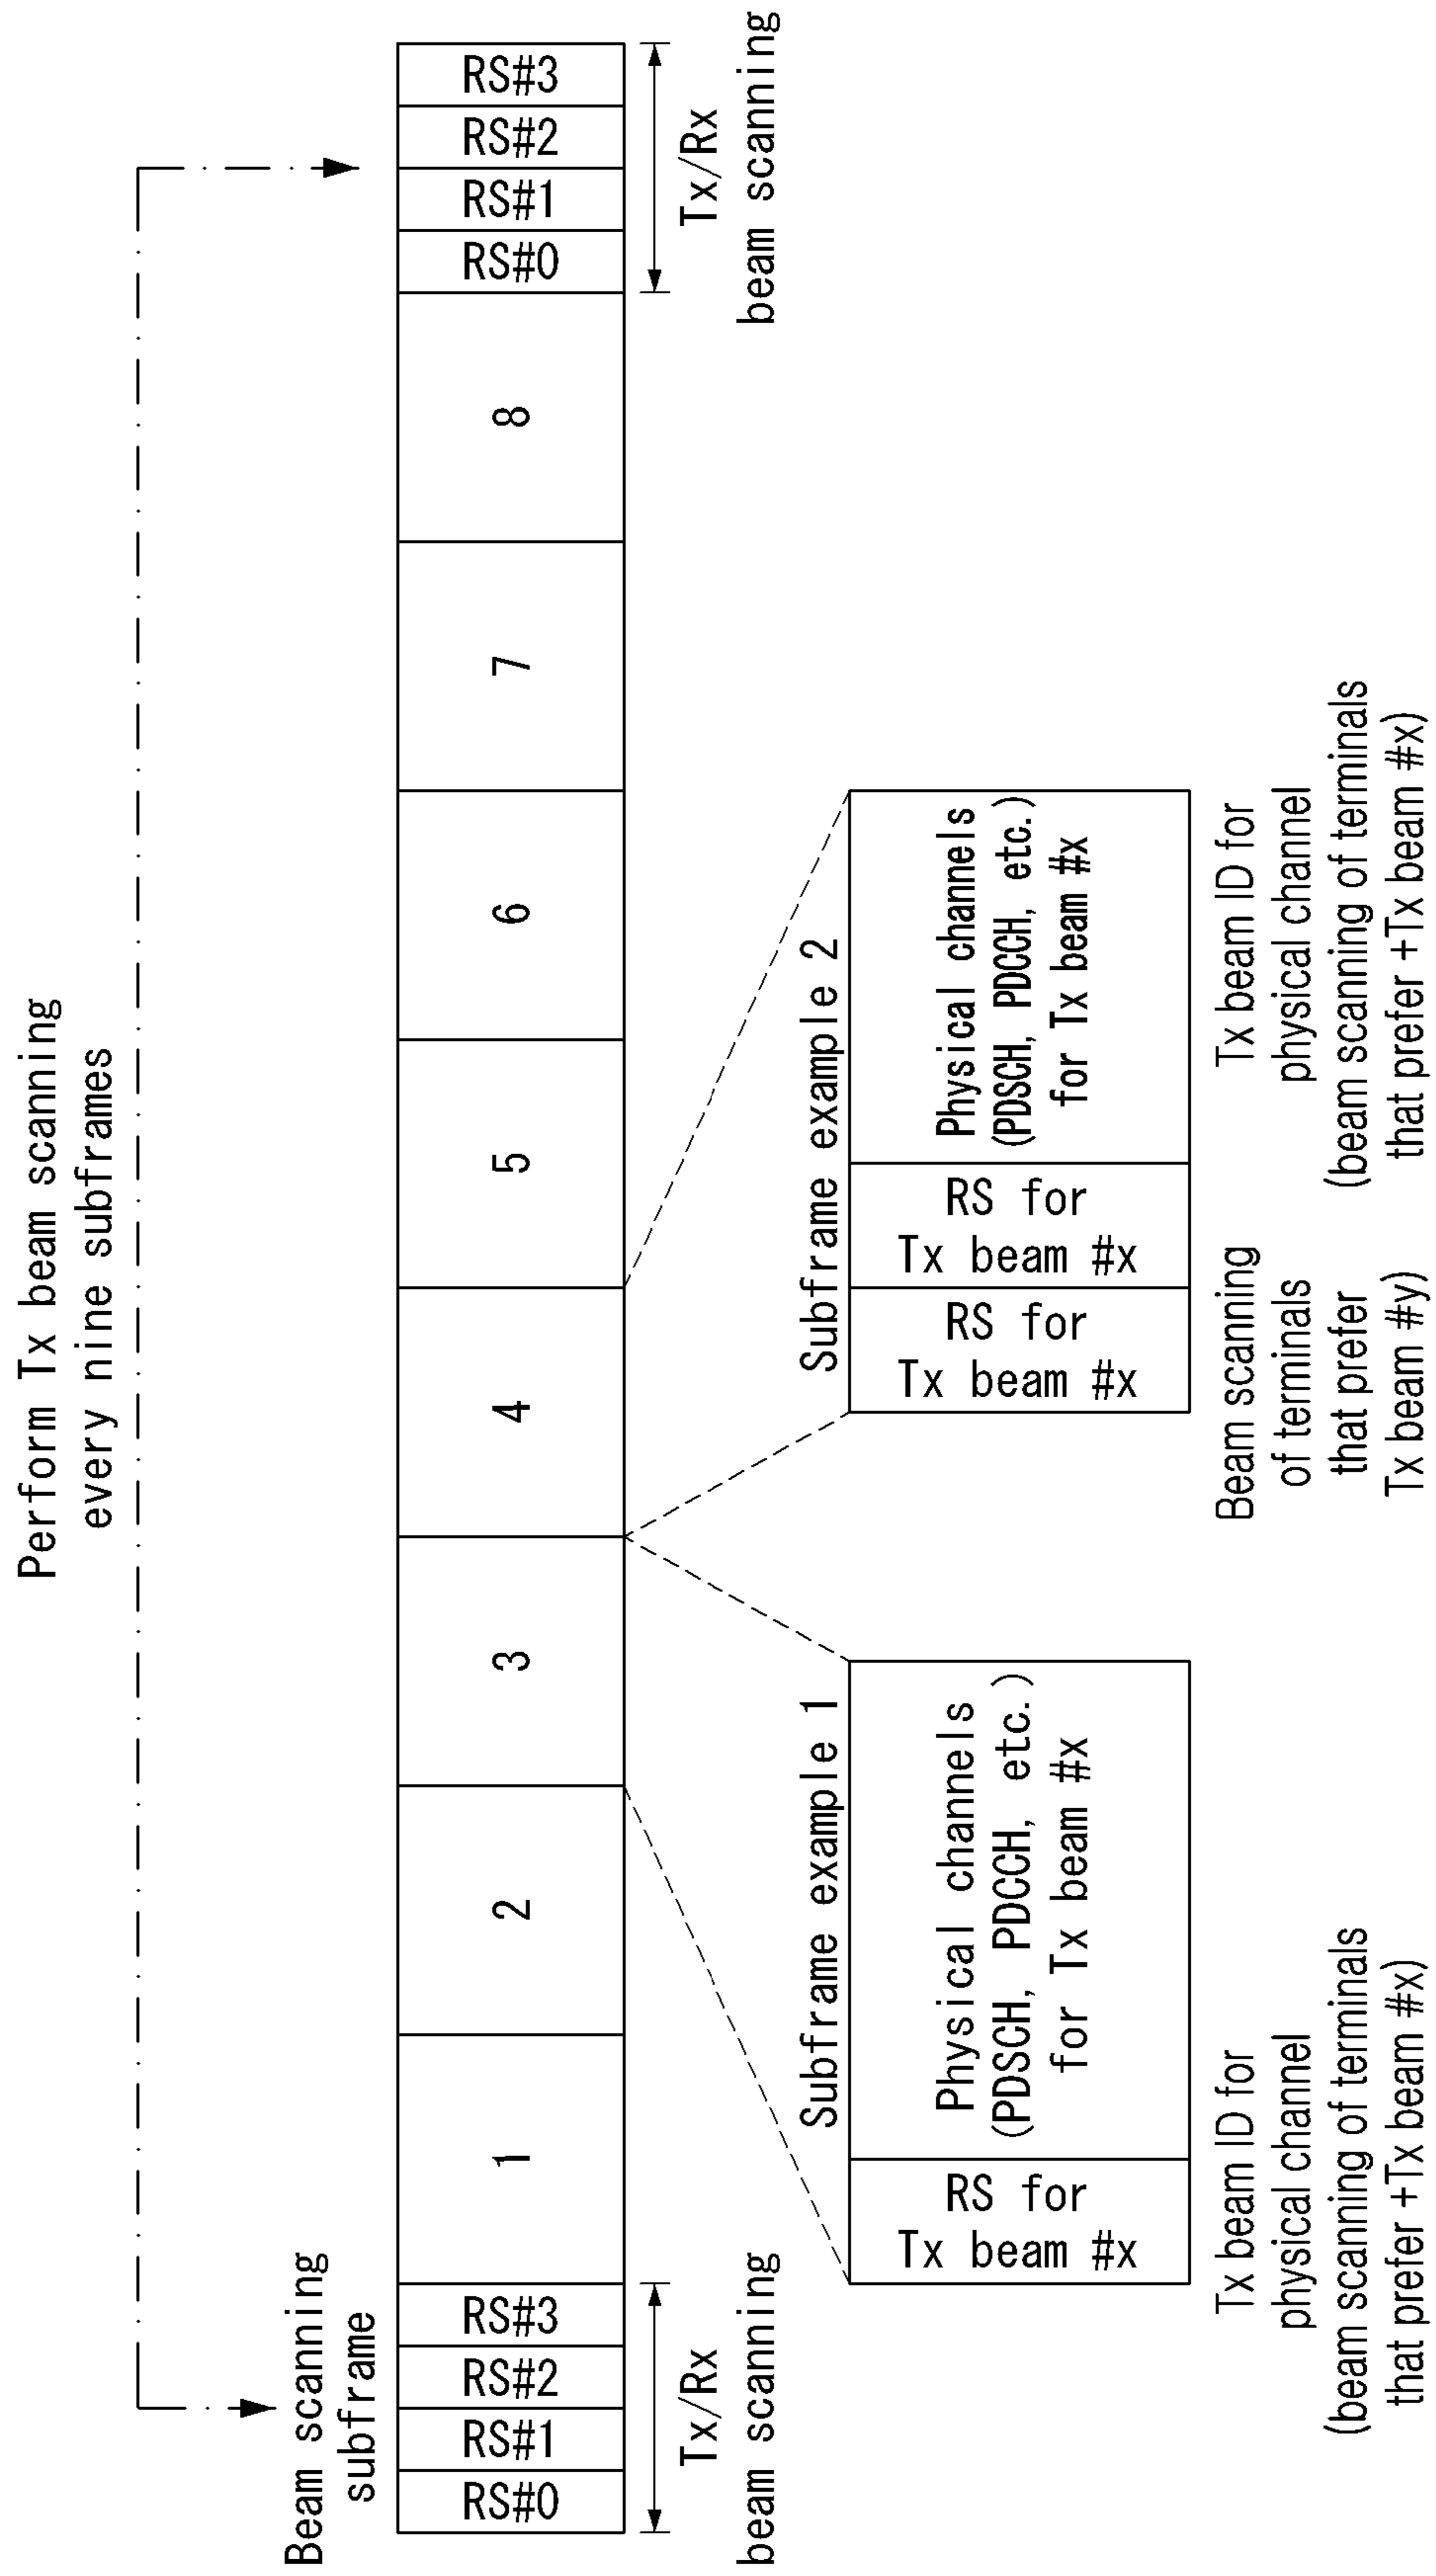 Perform Tx beam scanning
every nine subframes
Beam scanning
subframe
RS#0
RS#1
RS#2
RS#3
1
2
3
4
5
6
7
8
RS#0
RS#1
RS#2
RS#3
Tx/Rx
beam scanning
Tx/Rx
beam scanning
Subframe example 1
RS for
Tx beam #x
Physical channels
(PDSCH, PDCCH, etc.)
for Tx beam #x
Tx beam ID for
physical channel
(beam scanning of terminals
that prefer +Tx beam #x)
Subframe example 2
RS for
Tx beam #x
RS for
Tx beam #x
Physical channels
(PDSCH, PDCCH, etc.)
for Tx beam #x
Beam scanning
of terminals
that prefer
Tx beam #y)
Tx beam ID for
physical channel
(beam scanning of terminals
that prefer +Tx beam #x)